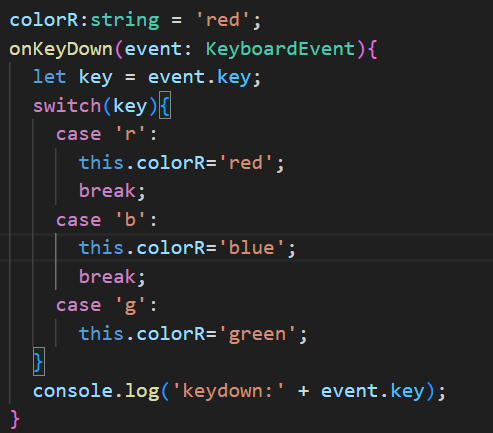 colorR:string = 'red';
onKeyDown(event: KeyboardEvent){
let key = event.key;
switch(key){
case 'r':
this.colorR='red';
break;
case 'b':
this.colorR='blue';
break;
case 'g':
this.colorR='green';
}
console.log('keydown:' + event.key);
}